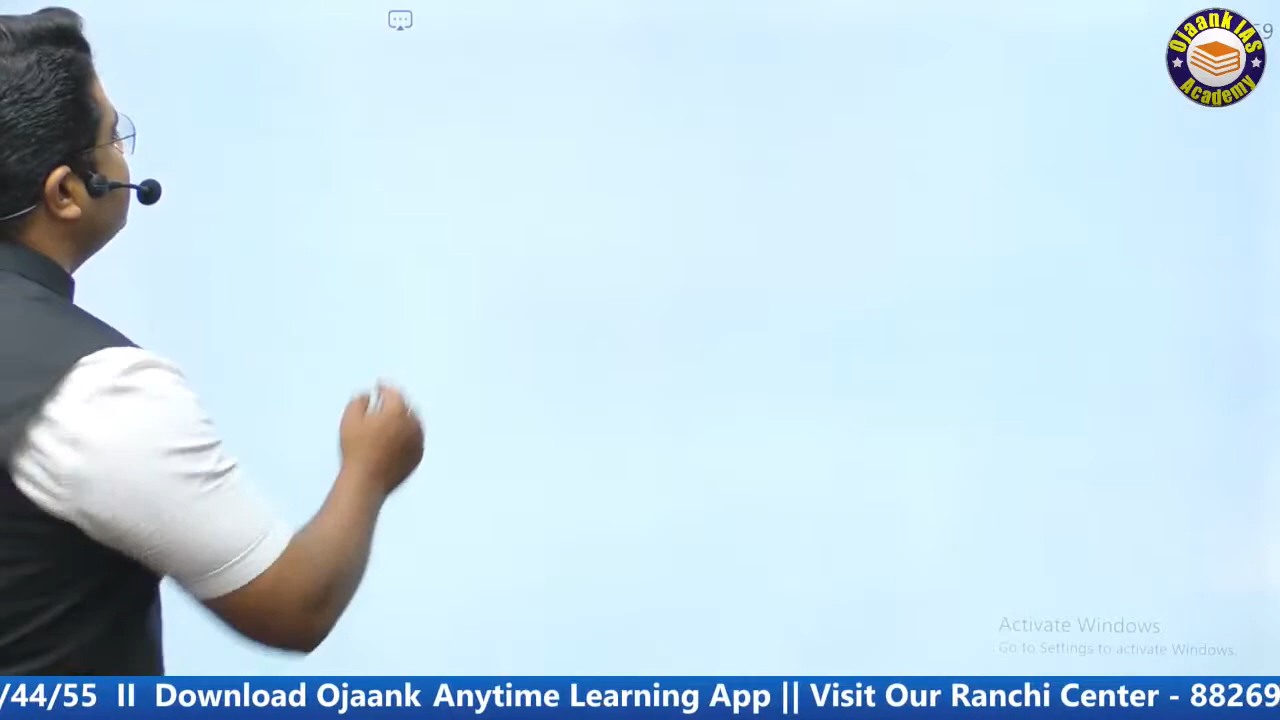 Ojaank IAS
Academy
59
Activate Windows
Go to Settings to activate Windows.
/44/55 II Download Ojaank Anytime Learning App || Visit Our Ranchi Center - 88269